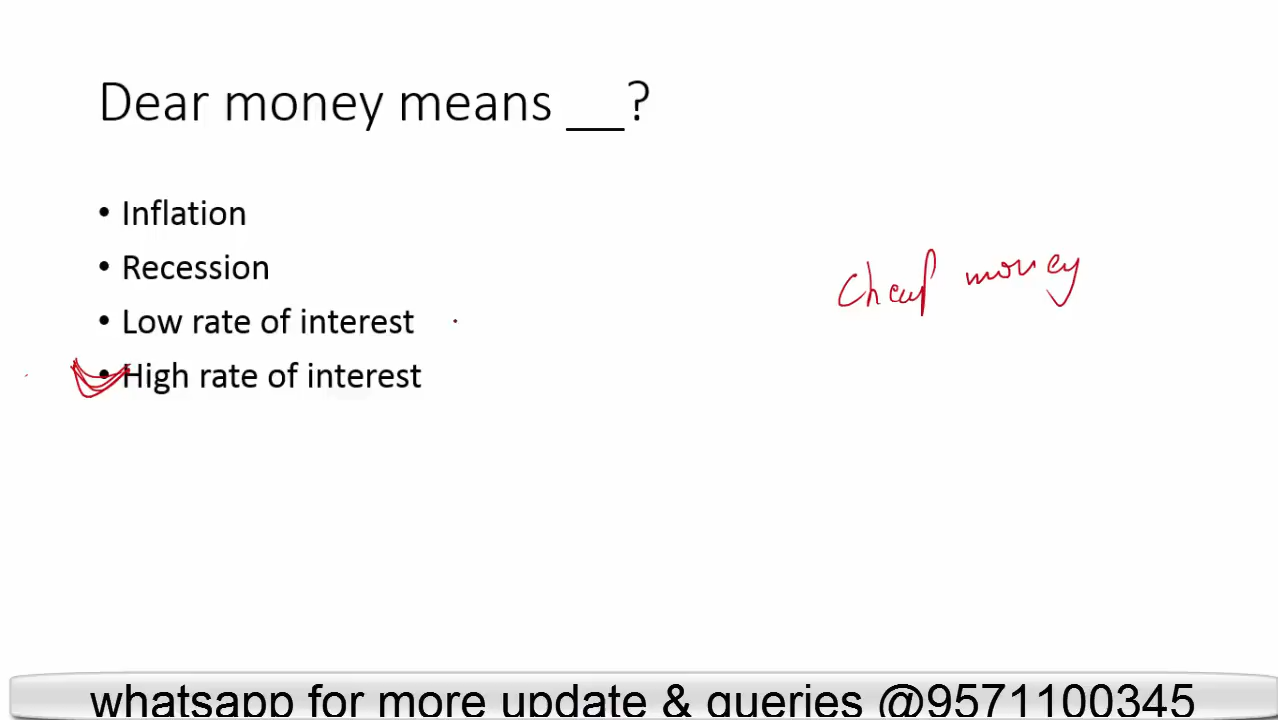 Dear money means __?
• Inflation
• Recession
• Low rate of interest
• High rate of interest
Cheap money
whatsapp for more update & queries @9571100345